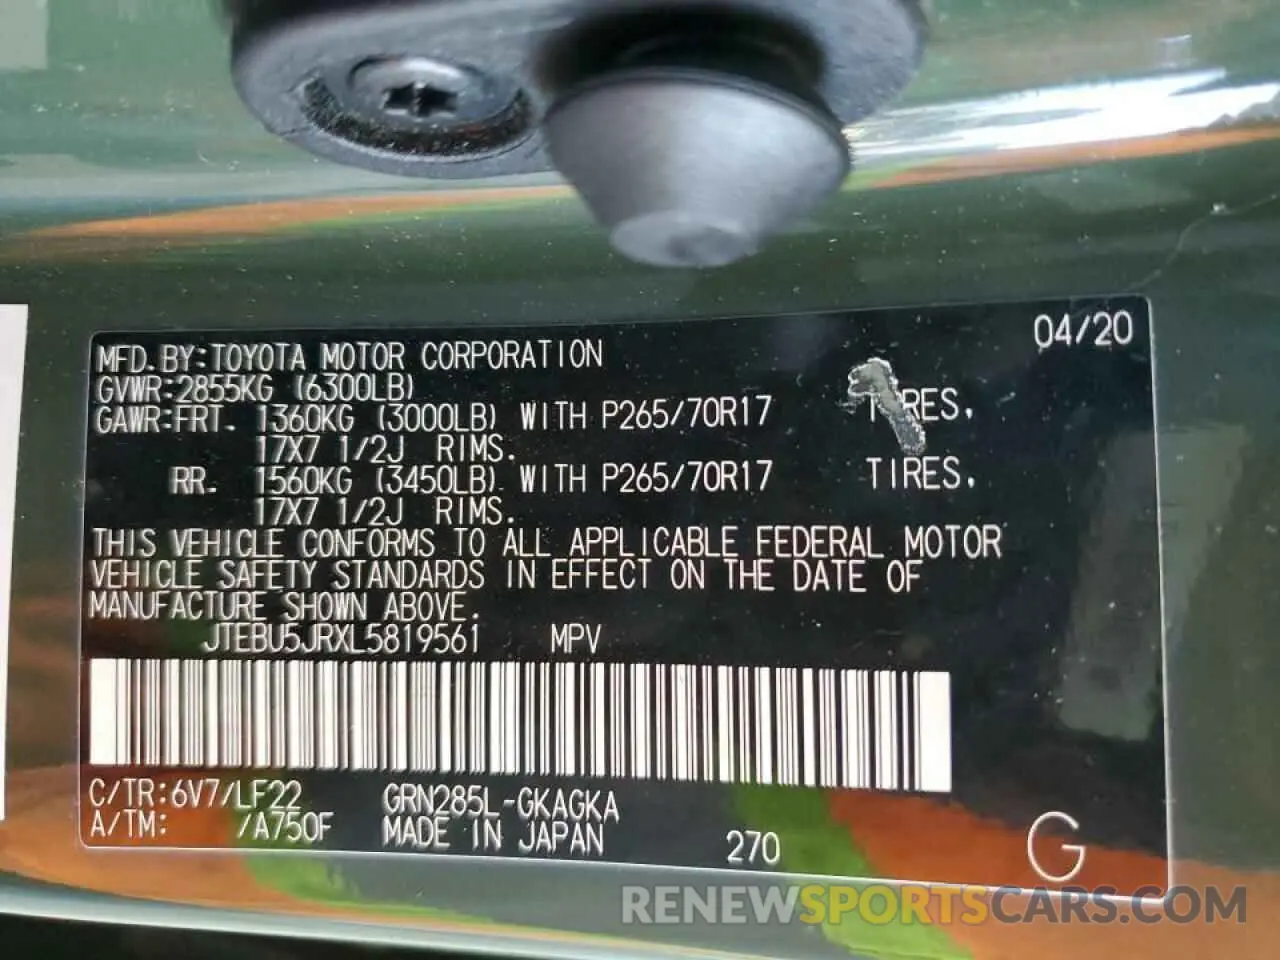 04/20
MFD.BY:TOYOTA MOTOR CORPORATION
GVWR:2855KG (6300LB)
GAWR:FRT. 1360KG (3000LB) WITH P265/70R17 TIRES,
17X7 1/2J RIMS.
RR. 1560KG (3450LB) WITH P265/70R17 TIRES,
17X7 1/2J RIMS.
THIS VEHICLE CONFORMS TO ALL APPLICABLE FEDERAL MOTOR
VEHICLE SAFETY STANDARDS IN EFFECT ON THE DATE OF
MANUFACTURE SHOWN ABOVE.
JTEBU5JRXL5819561 MPV
C/TR:6V7/LF22 GRN285L-GKAGKA
A/TM: /A750F MADE IN JAPAN 270 G
RENEWSPORTSCARS.COM